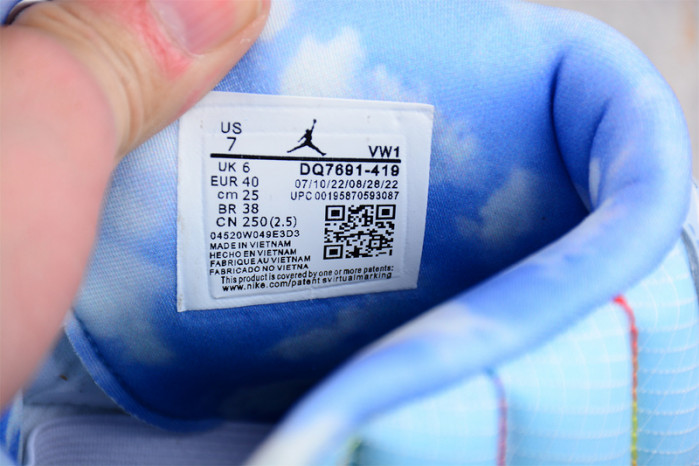 US
7
VW1
UK 6
DQ7691-419
EUR 40
07/10/22/08/28/22
cm 25
UPC 00195870593087
BR 38
CN 250 (2.5)
04520W049E3D3
MADE IN VIETNAM
HECHO EN VIETNAM
FABRIQUE AU VIETNAM
FABRICADO NO VIETNA
This product is covered by one or more patents:
www.nike.com/patent svirtualmarking